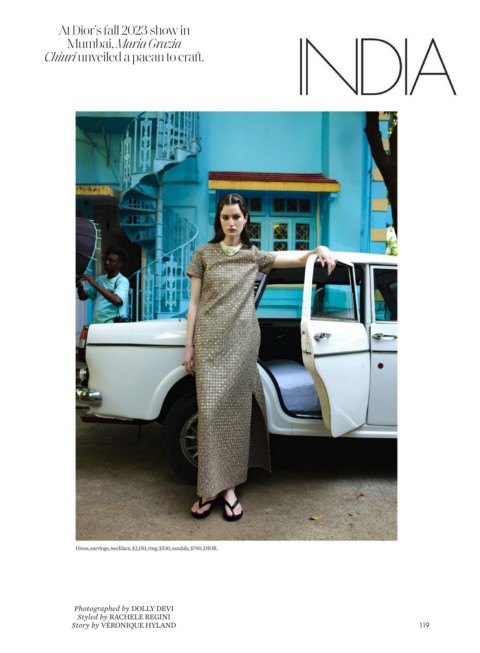 At Dior's fall 2023 show in
Mumbai, Maria Grazia
Chiuri unveiled a paean to craft.
INDIA
Dress, earrings, necklace, $2,150, ring, $530, sandals, $790, DIOR.
Photographed by DOLLY DEVI
Styled by RACHELE REGINI
Story by VÉRONIQUE HYLAND
119